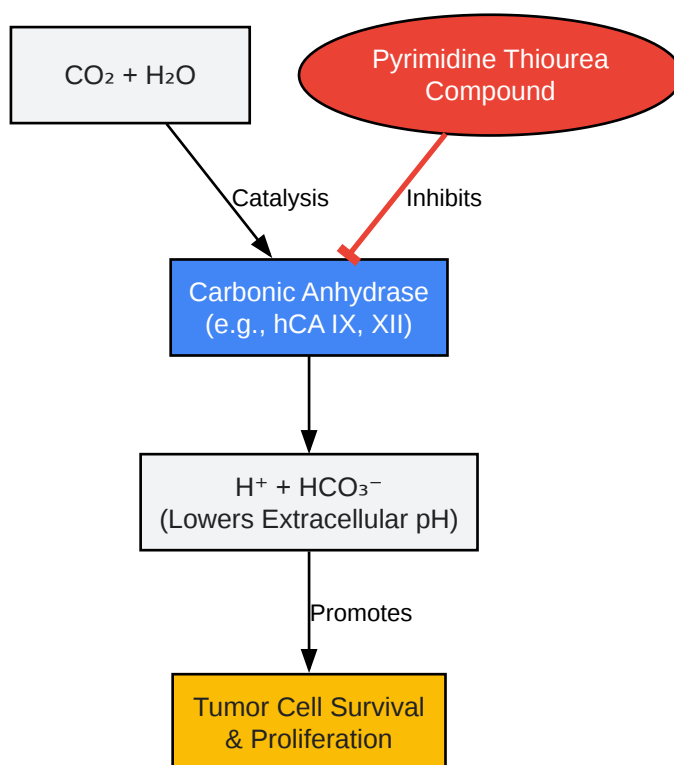 CO₂ + H₂O
Pyrimidine Thiourea
Compound
Catalysis
Inhibits
Carbonic Anhydrase
(e.g., hCA IX, XII)
H⁺ + HCO₃⁻
(Lowers Extracellular pH)
Promotes
Tumor Cell Survival
& Proliferation